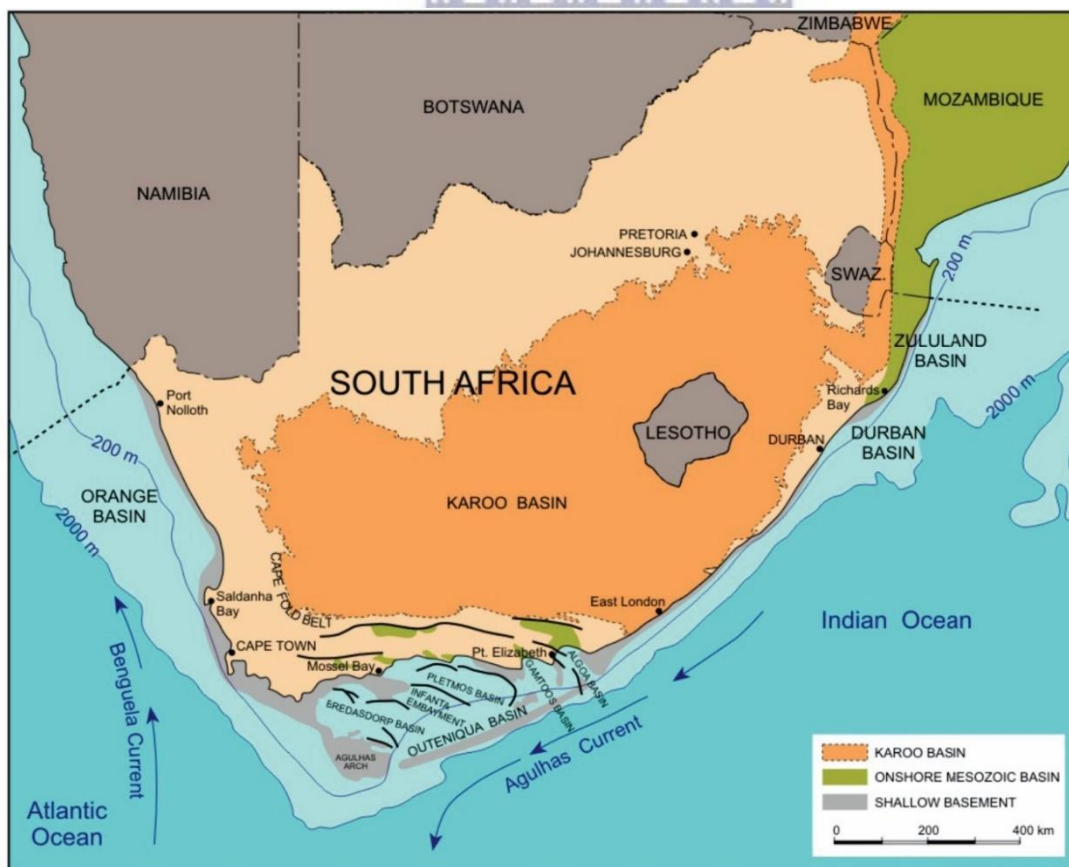 ZIMBABWE
MOZAMBIQUE
BOTSWANA
NAMIBIA
PRETORIA
JOHANNESBURG
SWAZ.
200 m
ZULULAND
BASIN
2000 m
SOUTH AFRICA
Port
Nolloth
Richards
Bay
LESOTHO
DURBAN
DURBAN
BASIN
200 m
ORANGE
BASIN
2000 m
KAROO BASIN
CAPE FOLD BELT
Saldanha
Bay
East London
Indian Ocean
CAPE TOWN
Mossel Bay
Pt. Elizabeth
ALGOA BASIN
GAMTOOS BASIN
PLETMOS BASIN
INFANTA
EMBAYMENT
BREDASDORP BASIN
OUTENIQUA BASIN
AGULHAS
ARCH
Agulhas Current
Benguela Current
Atlantic
Ocean
KAROO BASIN
ONSHORE MESOZOIC BASIN
SHALLOW BASEMENT
0 200 400 km